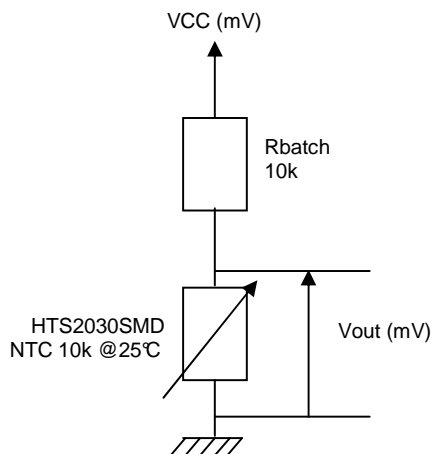 VCC (mV)
Rbatch
10k
HTS2030SMD
NTC 10k @25℃
Vout (mV)